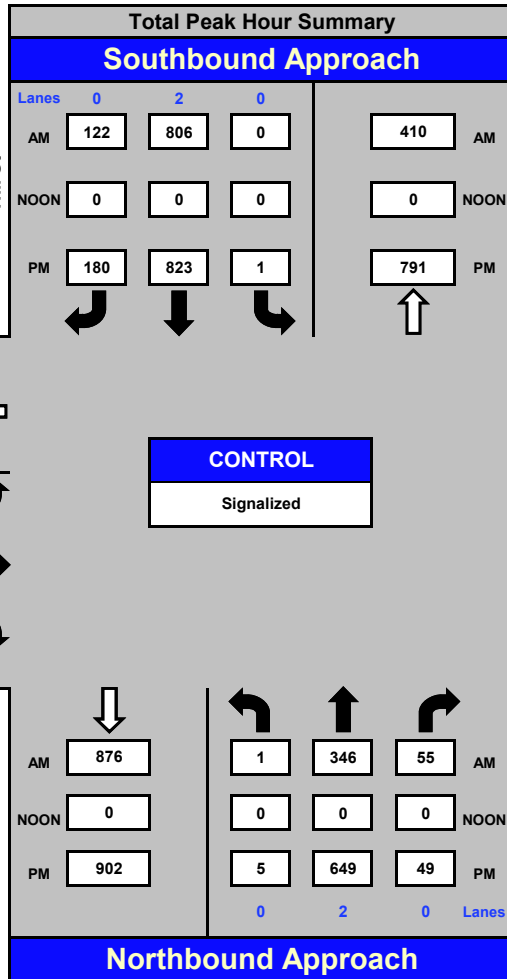 Total Peak Hour Summary
Southbound Approach
Lanes 0 2 0
AM 122 806 0 410 AM
NOON 0 0 0 0 NOON
PM 180 823 1 791 PM
CONTROL
Signalized
AM 876 1 346 55 AM
NOON 0 0 0 0 NOON
PM 902 5 649 49 PM
0 2 0 Lanes
Northbound Approach